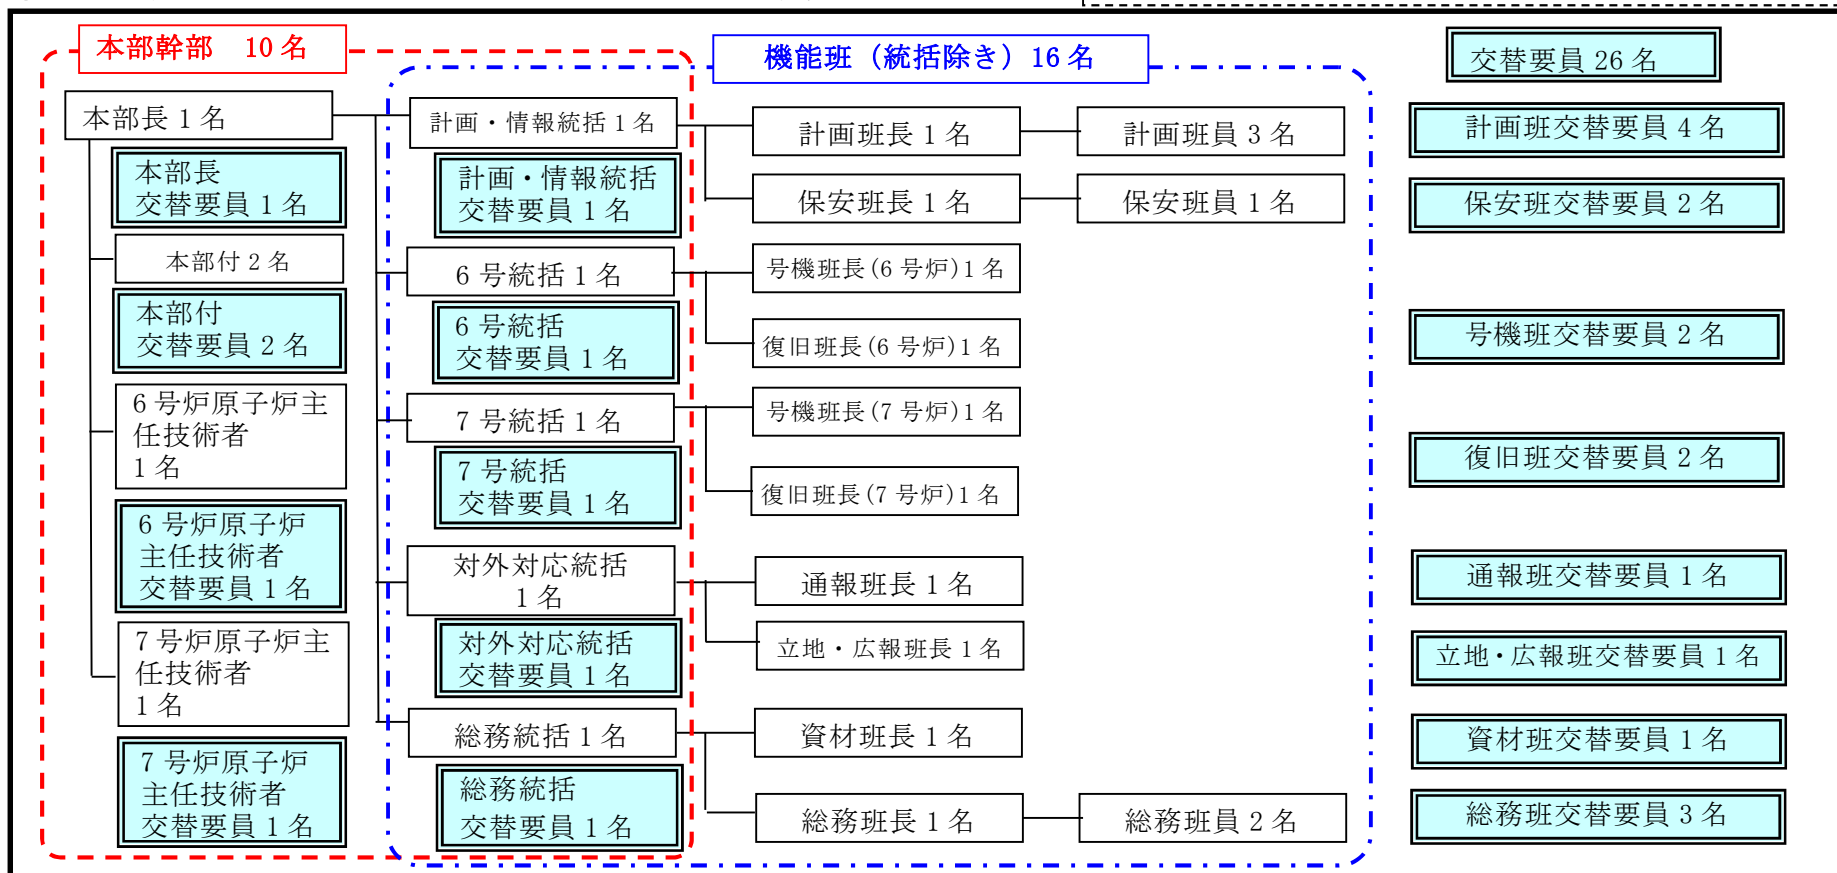 本部幹部　10名
機能班（統括除き）16名
交替要員 26名
本部長 1名
本部長
交替要員 1名
本部付 2名
本部付
交替要員 2名
6号炉原子炉主
任技術者
1名
6号炉原子炉
主任技術者
交替要員 1名
7号炉原子炉主
任技術者
1名
7号炉原子炉
主任技術者
交替要員 1名
計画・情報統括 1名
計画・情報統括
交替要員 1名
6号統括 1名
6号統括
交替要員 1名
7号統括 1名
7号統括
交替要員 1名
対外対応統括
1名
対外対応統括
交替要員 1名
総務統括 1名
総務統括
交替要員 1名
計画班長 1名
計画班員 3名
保安班長 1名
保安班員 1名
号機班長(6号炉)1名
復旧班長(6号炉)1名
号機班長(7号炉)1名
復旧班長(7号炉)1名
通報班長 1名
立地・広報班長 1名
資材班長 1名
総務班長 1名
総務班員 2名
計画班交替要員 4名
保安班交替要員 2名
号機班交替要員 2名
復旧班交替要員 2名
通報班交替要員 1名
立地・広報班交替要員 1名
資材班交替要員 1名
総務班交替要員 3名